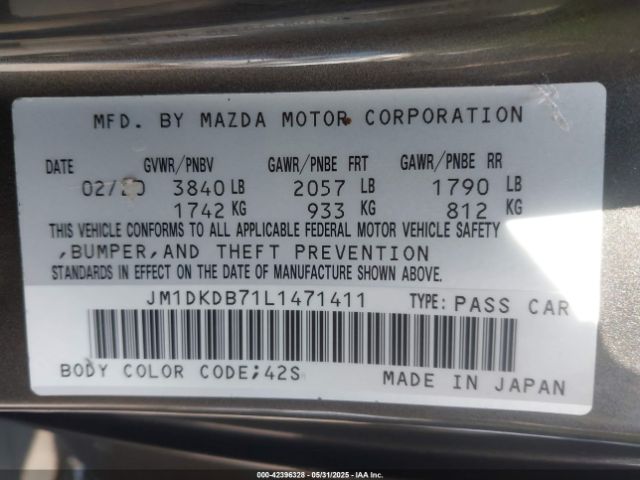 MFD. BY MAZDA MOTOR CORPORATION
DATE GVWR/PNBV GAWR/PNBE FRT GAWR/PNBE RR
02/20 3840 LB 2057 LB 1790 LB
1742 KG 933 KG 812 KG
THIS VEHICLE CONFORMS TO ALL APPLICABLE FEDERAL MOTOR VEHICLE SAFETY
,BUMPER,AND THEFT PREVENTION
STANDARDS IN EFFECT ON THE DATE OF MANUFACTURE SHOWN ABOVE.
JM1DKDB71L1471411 TYPE: PASS CAR
BODY COLOR CODE;42S MADE IN JAPAN
000-42396328 - 05/31/2025 - IAA Inc.